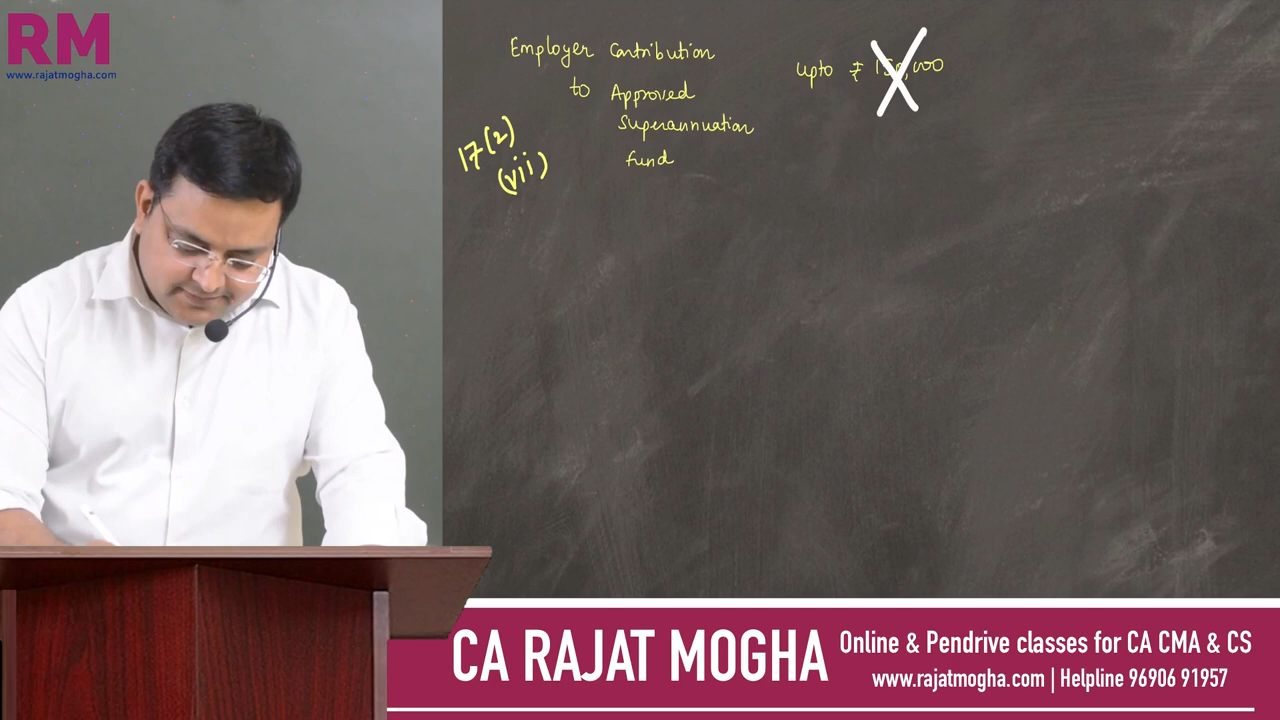 RM
www.rajatmogha.com
Employer Contribution
to Approved
Superannuation
fund
17(2)
(vii)
upto ₹ 150,000
CA RAJAT MOGHA
Online & Pendrive classes for CA CMA & CS
www.rajatmogha.com | Helpline 96906 91957